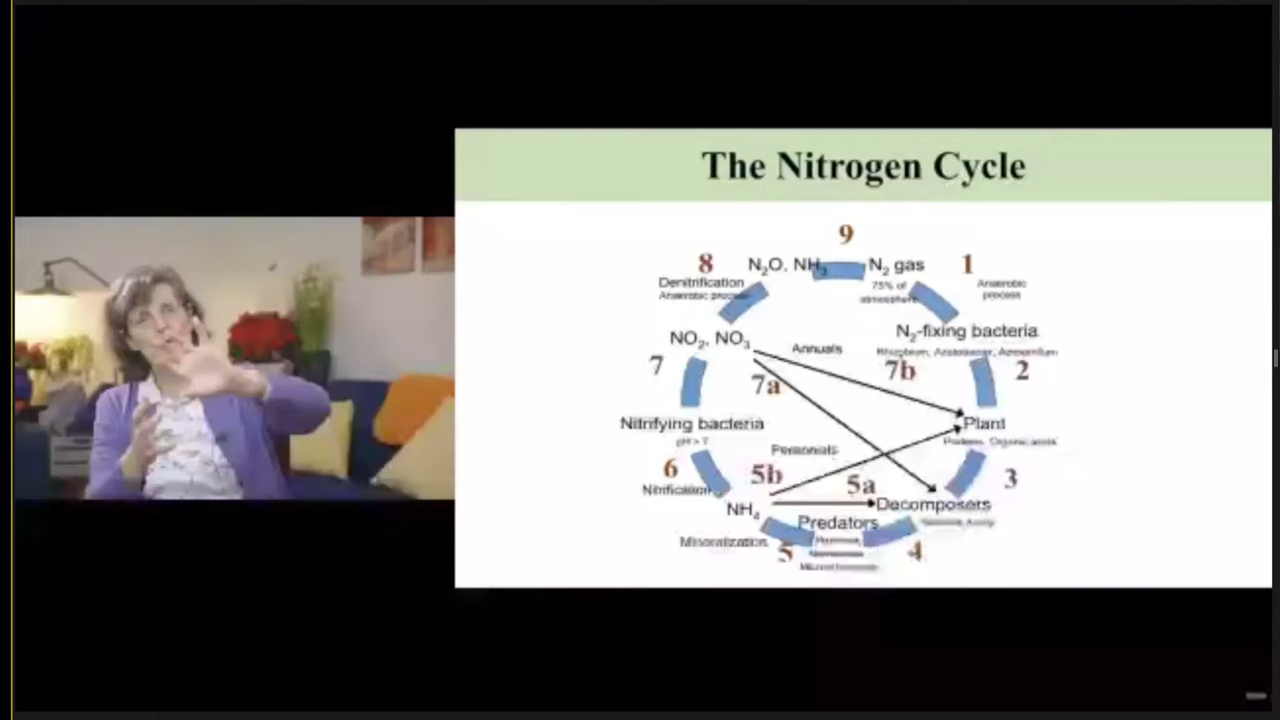 The Nitrogen Cycle
9
8
N2O, NH3
N2 gas
1
Denitrification
Anaerobic process
75% of
atmosphere
Anaerobic
process
NO2, NO3
N2-fixing bacteria
Annuals
7
7a
7b
2
Nitrifying bacteria
pH > 7
Plant
Perennials
6
Nitrification
5b
5a
3
NH4
Decomposers
Predators
Mineralization
5
4